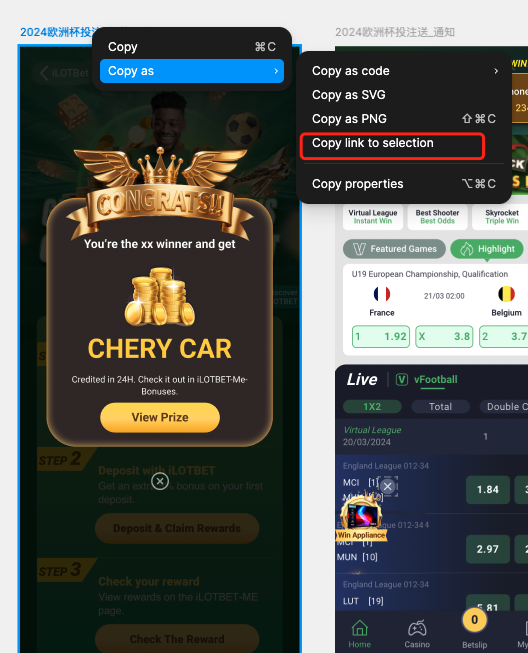 2024欧洲杯投注
2024欧洲杯投注送_通知
Copy
⌘C
Copy as
Copy as code
Copy as SVG
Copy as PNG
⇧⌘C
Copy link to selection
Copy properties
⌥⌘C
iLOTBet
CONGRATS!!
You're the xx winner and get
CHERY CAR
Credited in 24H. Check it out in iLOTBET-Me-
Bonuses.
View Prize
STEP 2
Deposit with iLOTBET
Get an extra % bonus on your first
deposit.
Deposit & Claim Rewards
STEP 3
Check your reward
View rewards on the iLOTBET-ME
page.
Check The Reward
WIN
Virtual League
Instant Win
Best Shooter
Best Odds
Skyrocket
Triple Win
Featured Games
Highlight
U19 European Championship, Qualification
21/03 02:00
France
Belgium
1
1.92
X
3.8
2
3.7
Live
vFootball
1X2
Total
Double C
Virtual League
20/03/2024
1
England League 012-34
MCI [1]
1.84
Win Appliance
MCI [1]
MUN [10]
2.97
England League 012-34
LUT [19]
5.81
0
Home
Casino
Betslip
My